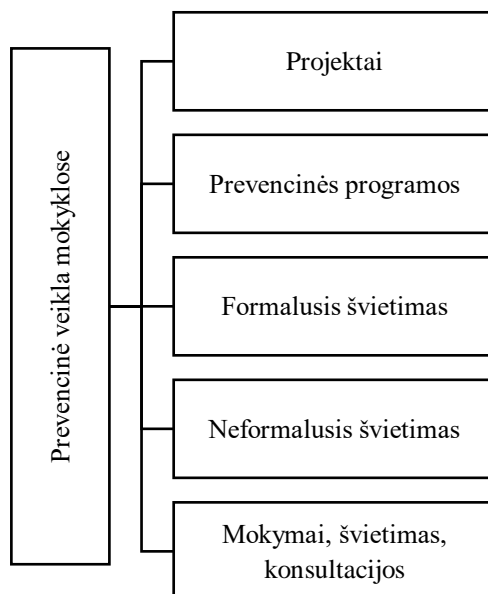 Prevencinė veikla mokyklose
Projektai
Prevencinės programos
Formalusis švietimas
Neformalusis švietimas
Mokymai, švietimas,
konsultacijos